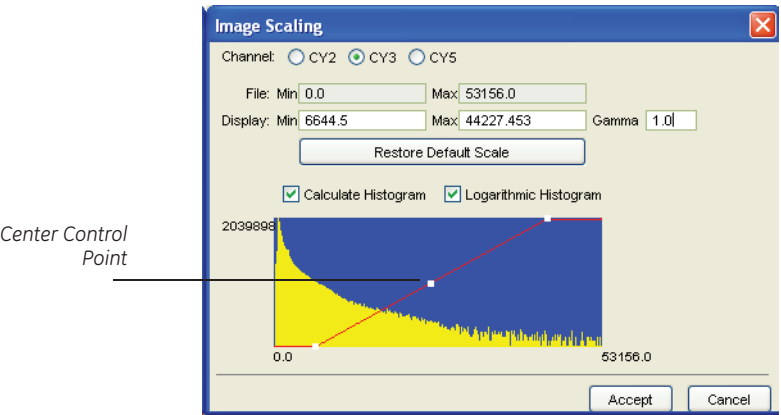 Image Scaling
Channel: CY2 CY3 CY5
File: Min 0.0 Max 53156.0
Display: Min 6644.5 Max 44227.453 Gamma 1.0
Restore Default Scale
Calculate Histogram Logarithmic Histogram
2039898
Center Control
Point
0.0 53156.0
Accept Cancel